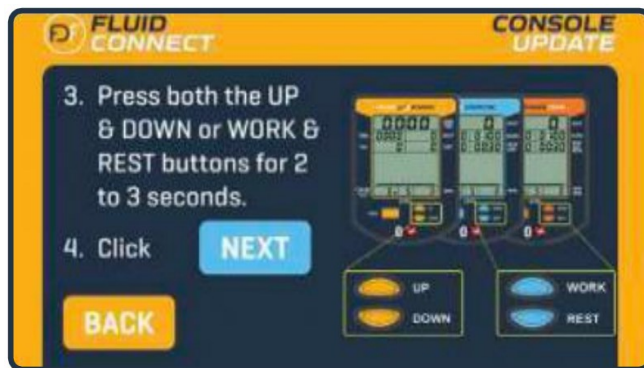 FLUID
CONNECT
CONSOLE
UPDATE
3. Press both the UP
& DOWN or WORK &
REST buttons for 2
to 3 seconds.
4. Click NEXT
BACK
UP
DOWN
WORK
REST